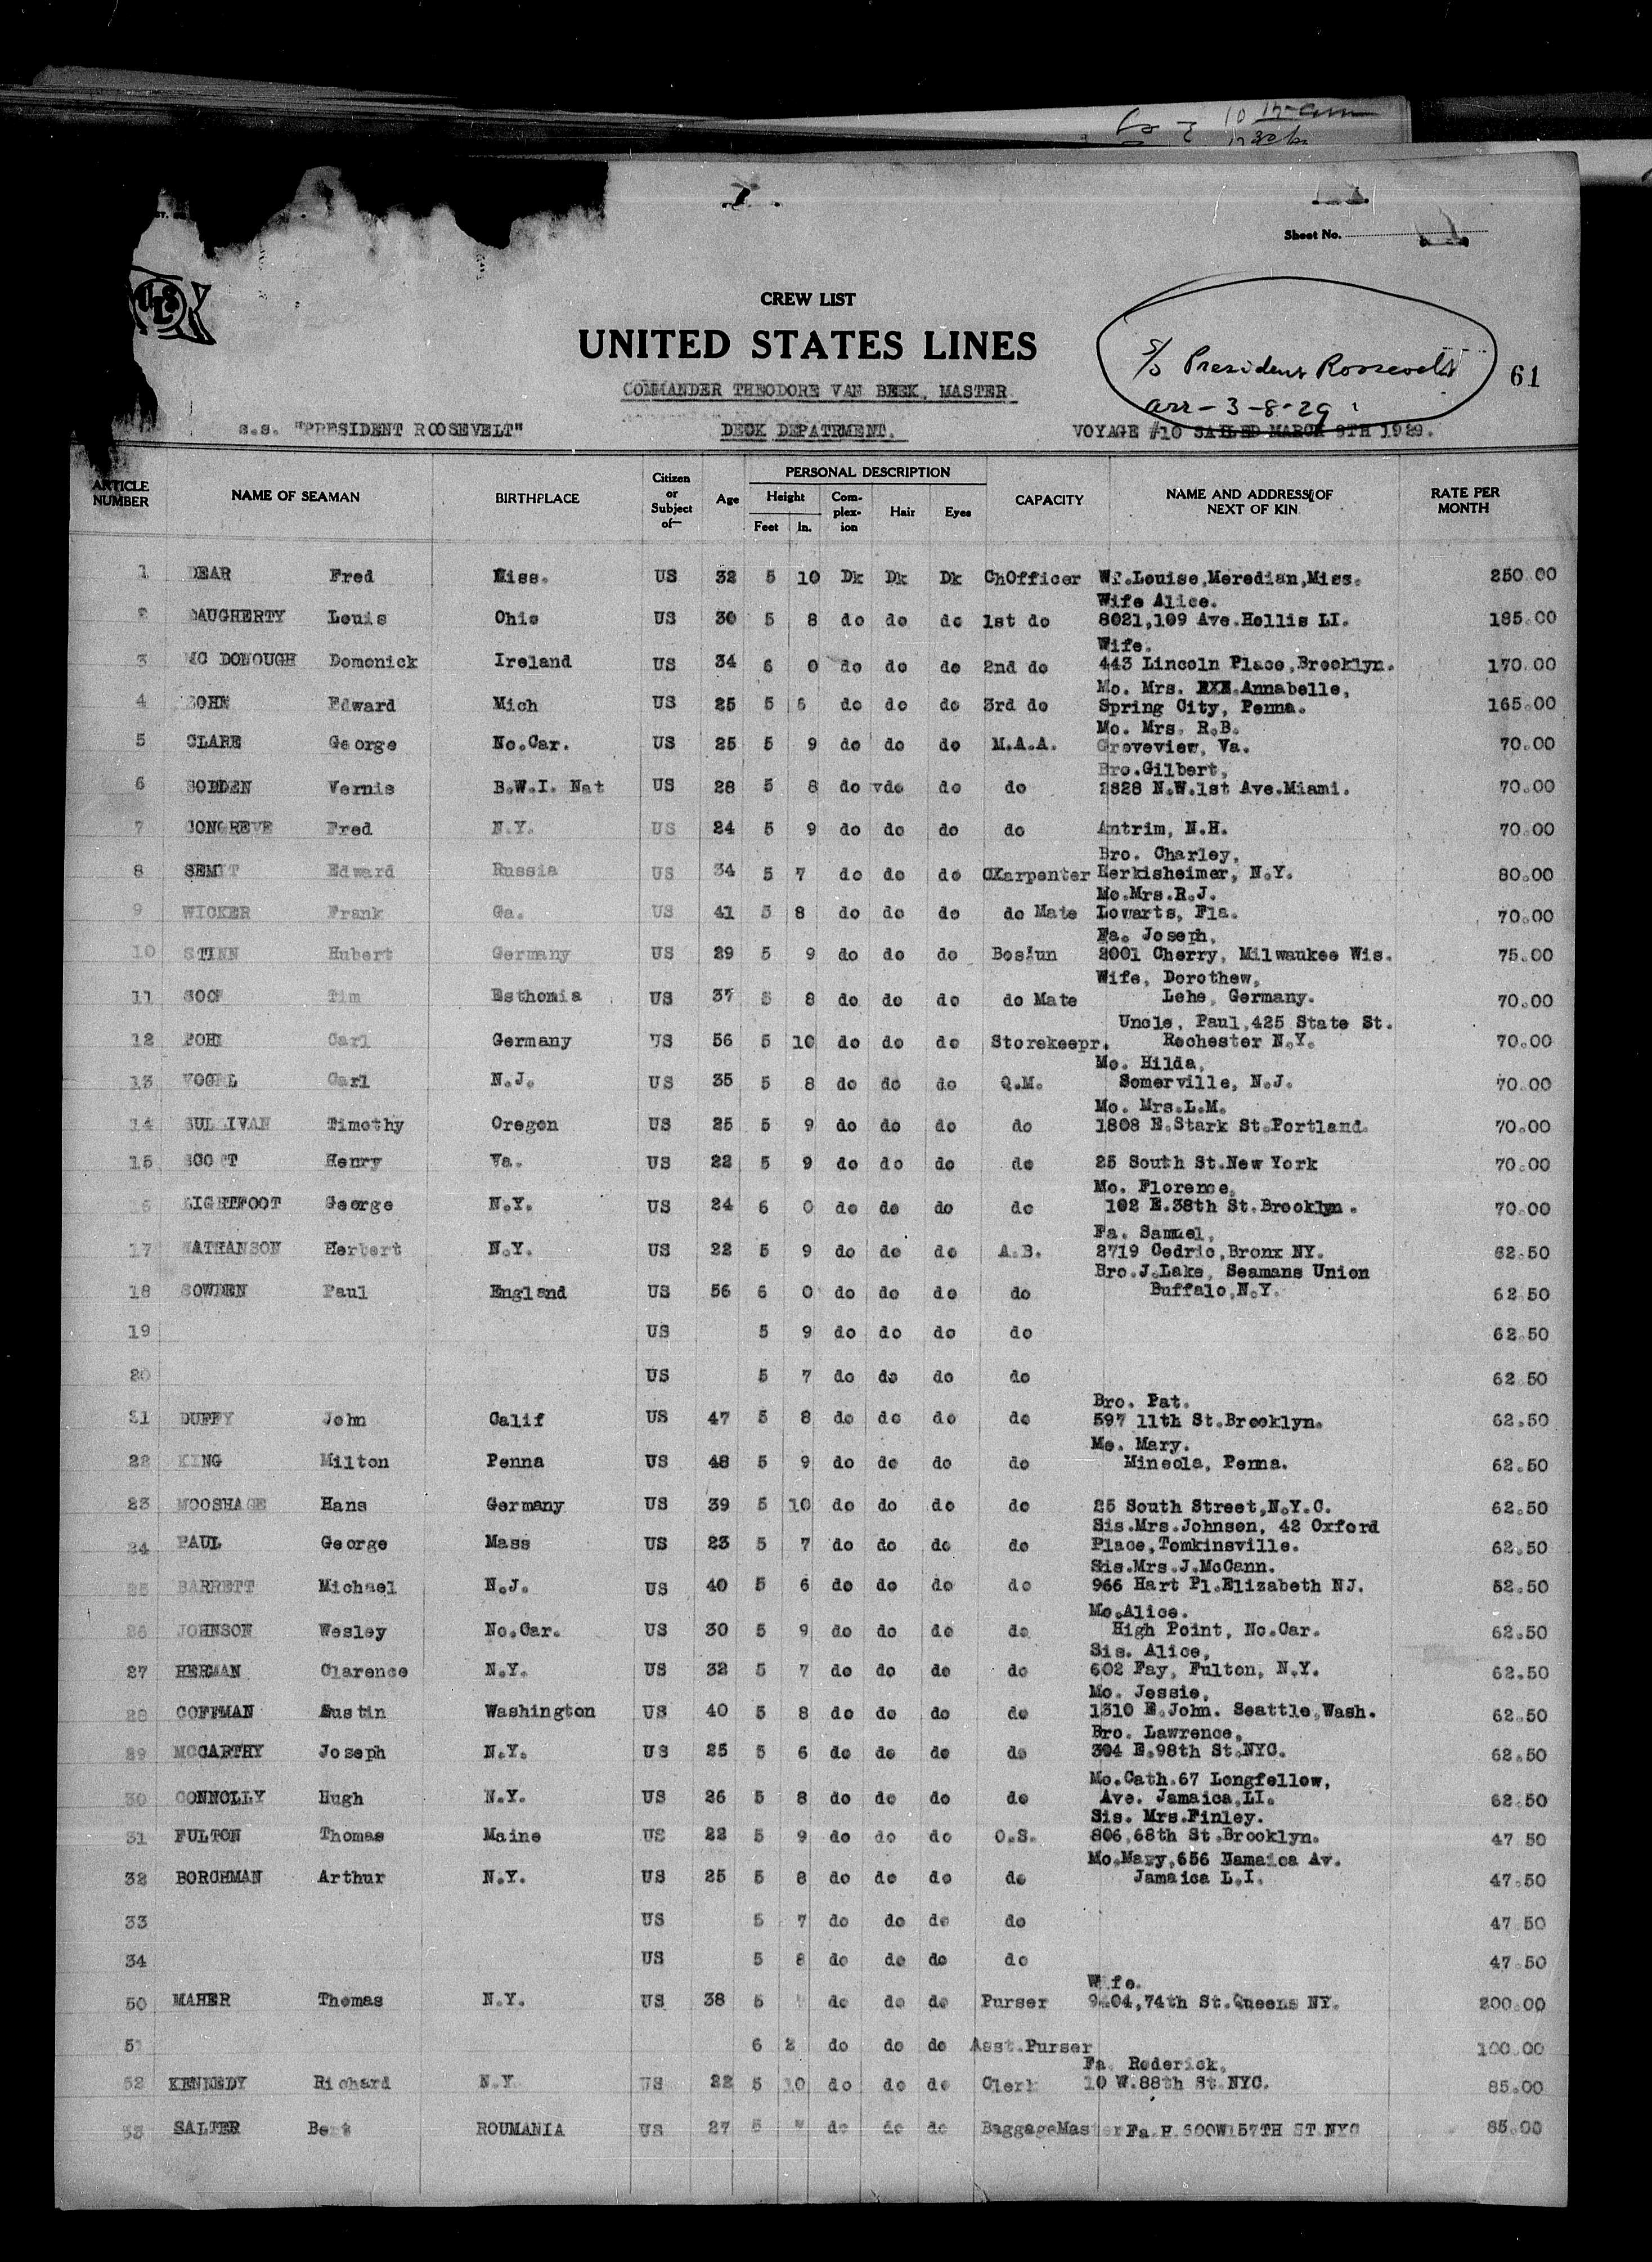 Sheet No.
CREW LIST
UNITED STATES LINES
S/S President Roosevelt
arr - 3-8-29
61
COMMANDER THEODORE VAN BEEK, MASTER
S.S. "PRESIDENT ROOSEVELT" DECK DEPATRMENT. VOYAGE #10 SAILED MARCH 9TH 1929.
ARTICLE NUMBER NAME OF SEAMAN BIRTHPLACE Citizen or Subject of— Age PERSONAL DESCRIPTION Height Feet In. Com-plex-ion Hair Eyes CAPACITY NAME AND ADDRESS OF NEXT OF KIN RATE PER MONTH
1 DEAR Fred Miss. US 32 5 10 Dk Dk Dk ChOfficer Wf.Louise,Meredian,Miss. 250.00
Wife Alice.
2 DAUGHERTY Louis Ohio US 30 5 8 do do do 1st do 8021,109 Ave.Hollis LI. 185.00
Wife.
3 MC DONOUGH Domonick Ireland US 34 6 0 do do do 2nd do 443 Lincoln Place,Brooklyn. 170.00
Mo. Mrs. Annabelle,
4 Edward Mich US 25 5 6 do do do 3rd do Spring City, Penna. 165.00
Mo. Mrs. R.B.
5 George No.Car. US 25 5 9 do do do M.A.A. Groveview, Va. 70.00
Bro.Gilbert,
6 Vernis B.W.I. Nat US 28 5 8 do do do do 2828 N.W.1st Ave.Miami. 70.00
7 CONGREVE Fred N.Y. US 24 5 9 do do do do Antrim, N.H. 70.00
Bro. Charley,
8 SEMIT Edward Russia US 34 5 7 do do do CXarpenter Herkisheimer, N.Y. 80.00
Mo.Mrs.R.J.
9 WICKER Frank Ga. US 41 5 8 do do do do Mate Lowarts, Fla. 70.00
Fa. Joseph,
10 STINN Hubert Germany US 29 5 9 do do do Bos'un 2001 Cherry, Milwaukee Wis. 75.00
Wife, Dorothew,
11 Tim Esthonia US 37 5 8 do do do do Mate Lehe, Germany. 70.00
Uncle, Paul,425 State St.
12 POHL Carl Germany US 56 5 10 do do do Storekeepr. Rochester N.Y. 70.00
Mo. Hilda,
13 VOGEL Carl N.J. US 35 5 8 do do do Q.M. Somerville, N.J. 70.00
Mo. Mrs.L.M.
14 SULLIVAN Timothy Oregon US 25 5 9 do do do do 1808 E.Stark St.Portland. 70.00
15 SCOTT Henry Va. US 22 5 9 do do do do 25 South St.New York 70.00
Mo. Florence,
16 LIGHTFOOT George N.Y. US 24 6 0 do do do do 102 E.38th St.Brooklyn. 70.00
Fa. Samuel,
17 NATHANSON Herbert N.Y. US 22 5 9 do do do A.B. 2719 Cedric,Bronx NY. 62.50
Bro.J.Lake, Seamans Union
18 SOWDEN Paul England US 56 6 0 do do do do Buffalo,N.Y. 62.50
19 US 5 9 do do do do 62.50
20 US 5 7 do do do do 62.50
Bro. Pat.
21 DUFFY John Calif US 47 5 8 do do do do 597 11th St.Brooklyn. 62.50
Mo. Mary.
22 KING Milton Penna US 48 5 9 do do do do Mineola, Penna. 62.50
23 MOOSHAGE Hans Germany US 39 5 10 do do do do 25 South Street,N.Y.C. 62.50
Sis.Mrs.Johnson, 42 Oxford
24 PAUL George Mass US 23 5 7 do do do do Place,Tomkinsville. 62.50
Sis.Mrs.J.McCann.
25 BARRETT Michael N.J. US 40 5 6 do do do do 966 Hart Pl.Elizabeth NJ. 62.50
Mo.Alice.
26 JOHNSON Wesley No.Car. US 30 5 9 do do do do High Point, No.Car. 62.50
Sis. Alice,
27 HERMAN Clarence N.Y. US 32 5 7 do do do do 602 Fay, Fulton, N.Y. 62.50
Mo. Jessie,
28 COFFMAN Austin Washington US 40 5 8 do do do do 1310 E.John. Seattle,Wash. 62.50
Bro. Lawrence,
29 MCCARTHY Joseph N.Y. US 25 5 6 do do do do 304 E.98th St.NYC. 62.50
Mo.Cath.67 Longfellow,
30 CONNOLLY Hugh N.Y. US 26 5 8 do do do do Ave. Jamaica,LI. 62.50
Sis. Mrs.Finley.
31 FULTON Thomas Maine US 22 5 9 do do do O.S. 806,68th St.Brooklyn. 47.50
Mo.Mary,656 Namaica Av.
32 BORCHMAN Arthur N.Y. US 25 5 8 do do do do Jamaica L.I. 47.50
33 US 5 7 do do do do 47.50
34 US 5 8 do do do do 47.50
Wife.
50 MAHER Thomas N.Y. US 38 5 do do do Purser 9404,74th St.Queens NY. 200.00
51 6 2 do do do Asst.Purser 100.00
Fa. Roderick,
52 KENNEDY Richard N.Y. US 22 5 10 do do do Clerk 10 W.88th St.NYC. 85.00
53 SALTER Bert ROUMANIA US 27 5 do do do BaggageMaster Fa.H.600W157TH ST NYC 85.00